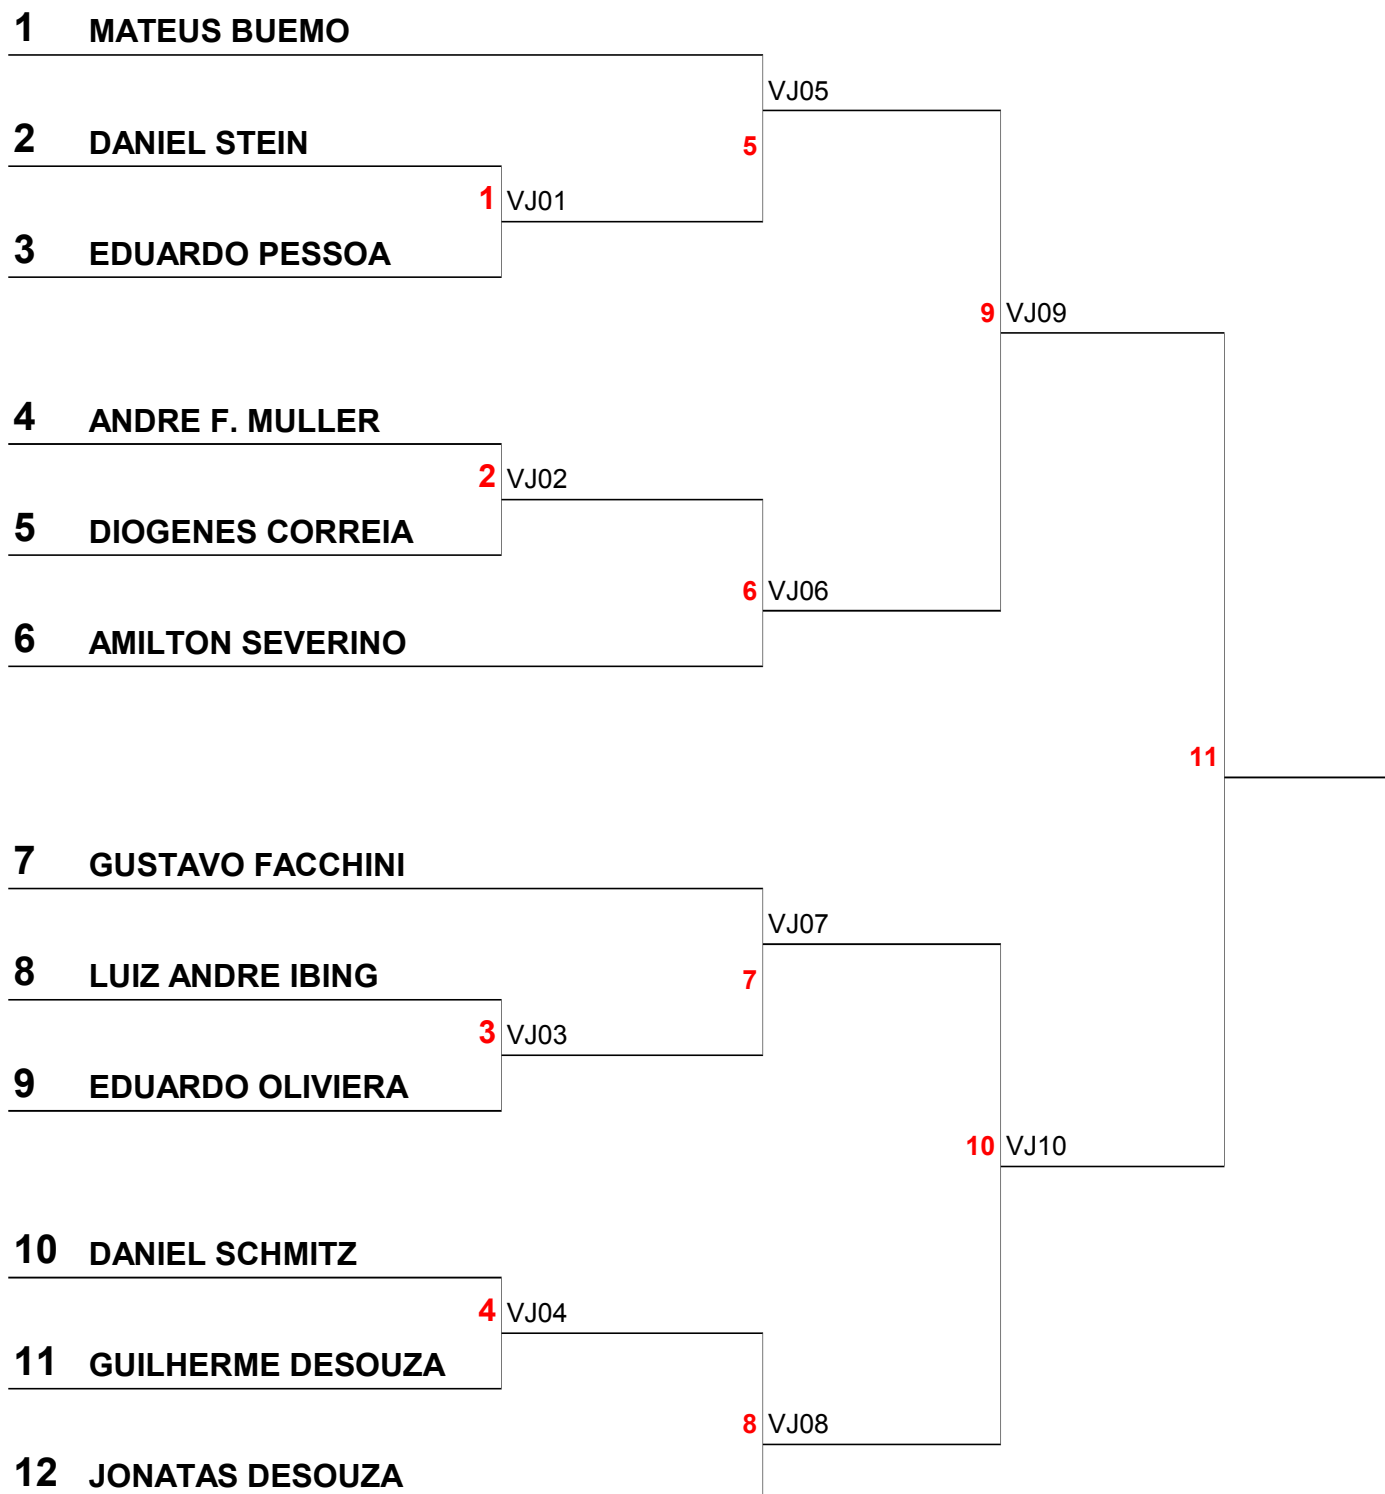 1 MATEUS BUEMO
VJ05
2 DANIEL STEIN
5
1 VJ01
3 EDUARDO PESSOA
9 VJ09
4 ANDRE F. MULLER
2 VJ02
5 DIOGENES CORREIA
6 VJ06
6 AMILTON SEVERINO
11
7 GUSTAVO FACCHINI
VJ07
8 LUIZ ANDRE IBING
7
3 VJ03
9 EDUARDO OLIVIERA
10 VJ10
10 DANIEL SCHMITZ
4 VJ04
11 GUILHERME DESOUZA
8 VJ08
12 JONATAS DESOUZA